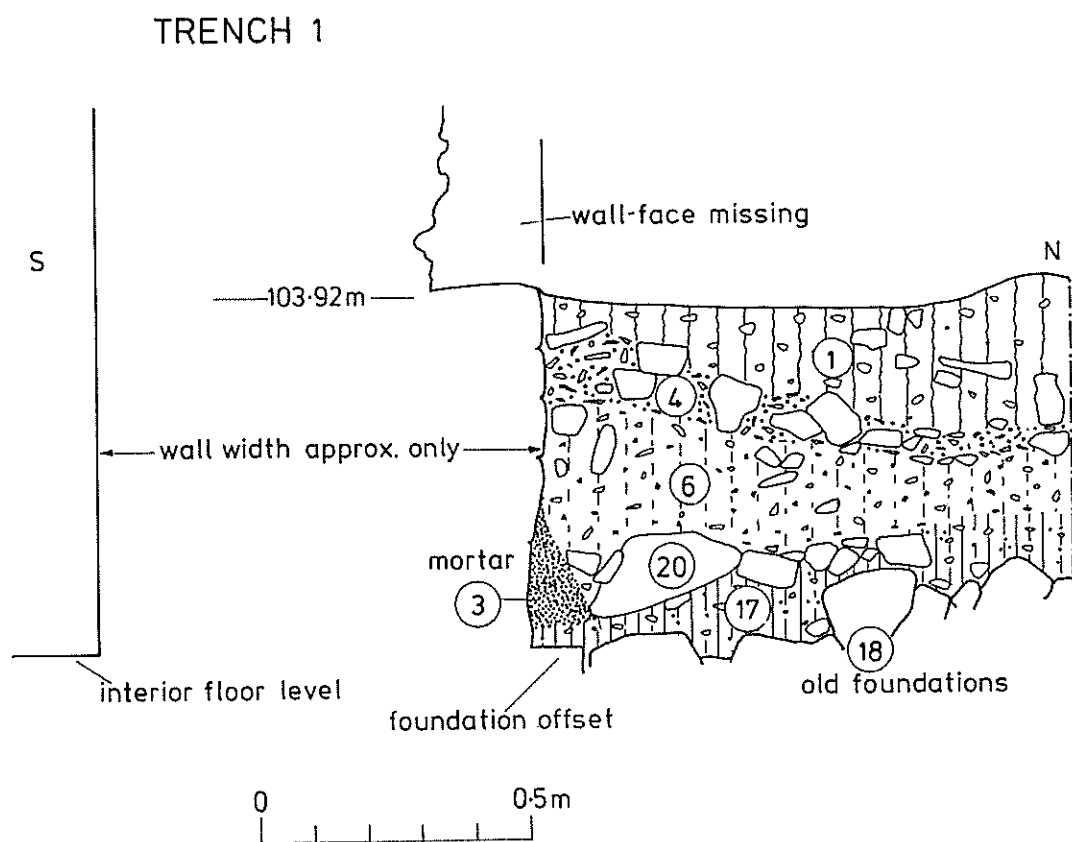 TRENCH 1
wall-face missing
S
N
103·92m
1
4
wall width approx. only
6
mortar
20
3
17
18
interior floor level
old foundations
foundation offset
0
0·5m